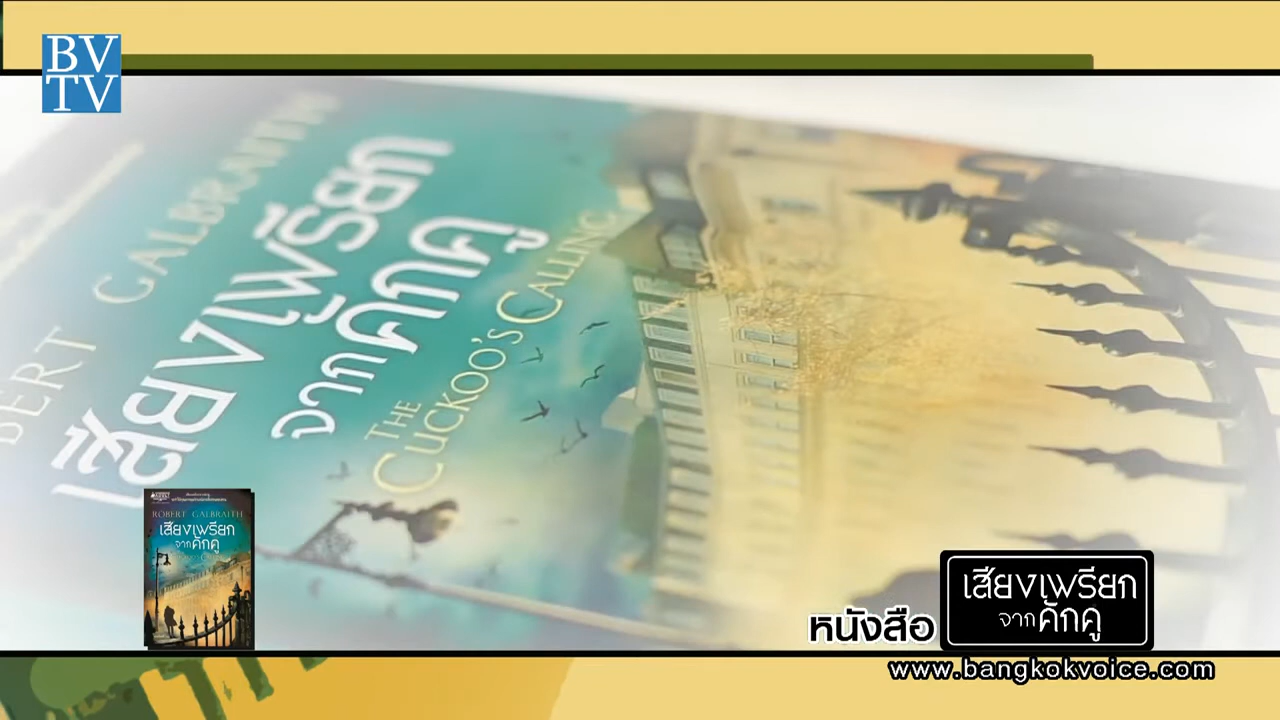 BV
TV
BERT GALBRAITH
เสียงเพรียก
จากคักคู
THE
CUCKOO'S CALLING
ROBERT GALBRAITH
เสียงเพรียก
จากคักคู
หนังสือ
เสียงเพรียก
จากคักคู
www.bangkokvoice.com